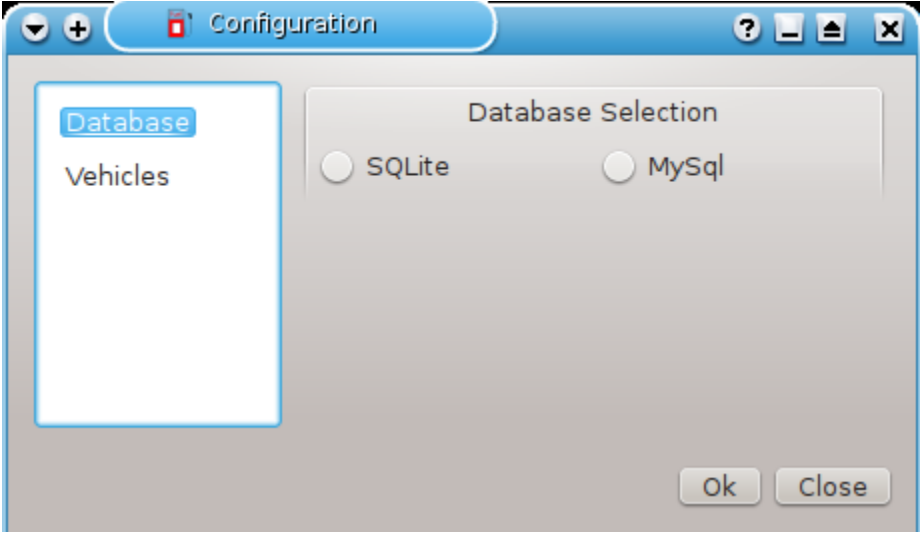 Configuration
Database
Vehicles
Database Selection
SQLite MySql
Ok Close